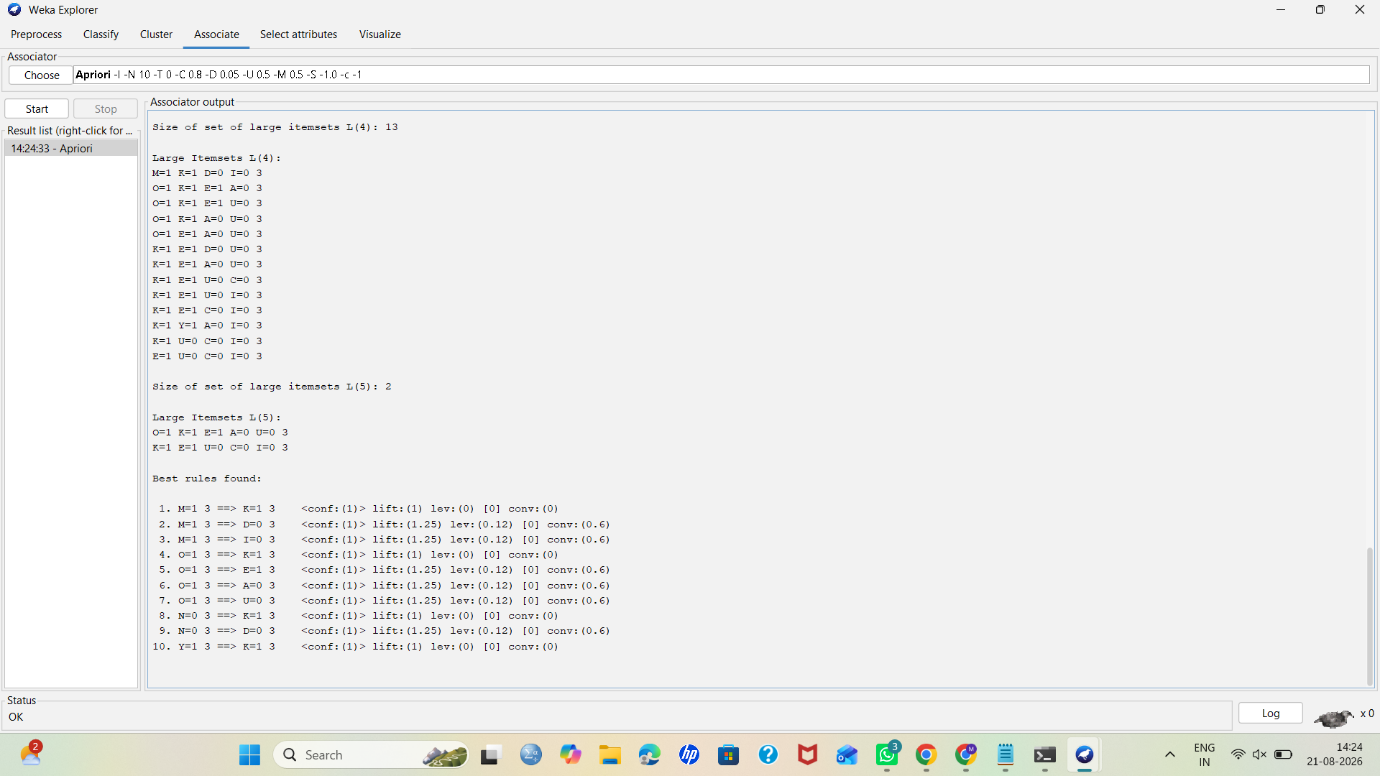 Weka Explorer
Preprocess Classify Cluster Associate Select attributes Visualize
Associator
Choose Apriori -I -N 10 -T 0 -C 0.8 -D 0.05 -U 0.5 -M 0.5 -S -1.0 -c -1
Start Stop
Result list (right-click for ...
14:24:33 - Apriori
Associator output
Size of set of large itemsets L(4): 13
Large Itemsets L(4):
M=1 K=1 D=0 I=0 3
O=1 K=1 E=1 A=0 3
O=1 K=1 E=1 U=0 3
O=1 K=1 A=0 U=0 3
O=1 E=1 A=0 U=0 3
K=1 E=1 D=0 U=0 3
K=1 E=1 A=0 U=0 3
K=1 E=1 U=0 C=0 3
K=1 E=1 U=0 I=0 3
K=1 E=1 C=0 I=0 3
K=1 Y=1 A=0 I=0 3
K=1 U=0 C=0 I=0 3
E=1 U=0 C=0 I=0 3
Size of set of large itemsets L(5): 2
Large Itemsets L(5):
O=1 K=1 E=1 A=0 U=0 3
K=1 E=1 U=0 C=0 I=0 3
Best rules found:
1. M=1 3 ==> K=1 3 <conf:(1)> lift:(1) lev:(0) [0] conv:(0)
2. M=1 3 ==> D=0 3 <conf:(1)> lift:(1.25) lev:(0.12) [0] conv:(0.6)
3. M=1 3 ==> I=0 3 <conf:(1)> lift:(1.25) lev:(0.12) [0] conv:(0.6)
4. O=1 3 ==> K=1 3 <conf:(1)> lift:(1) lev:(0) [0] conv:(0)
5. O=1 3 ==> E=1 3 <conf:(1)> lift:(1.25) lev:(0.12) [0] conv:(0.6)
6. O=1 3 ==> A=0 3 <conf:(1)> lift:(1.25) lev:(0.12) [0] conv:(0.6)
7. O=1 3 ==> U=0 3 <conf:(1)> lift:(1.25) lev:(0.12) [0] conv:(0.6)
8. N=0 3 ==> K=1 3 <conf:(1)> lift:(1) lev:(0) [0] conv:(0)
9. N=0 3 ==> D=0 3 <conf:(1)> lift:(1.25) lev:(0.12) [0] conv:(0.6)
10. Y=1 3 ==> K=1 3 <conf:(1)> lift:(1) lev:(0) [0] conv:(0)
Status
OK
Log x 0
2
Search
hp
3
M
ENG
IN
14:24
21-08-2026